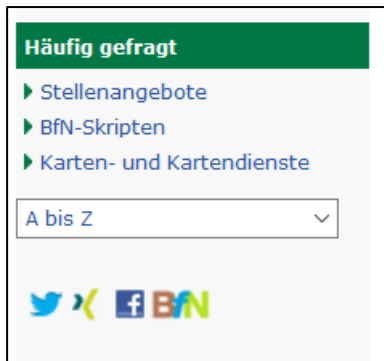 Häufig gefragt
Stellenangebote
BfN-Skripten
Karten- und Kartendienste
A bis Z
BfN